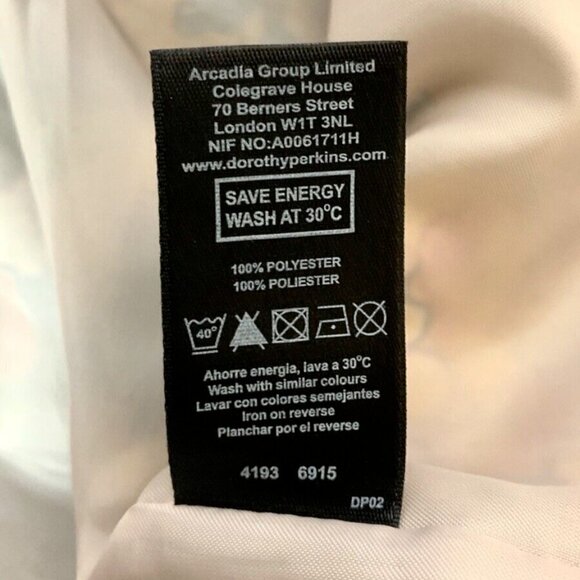 Arcadia Group Limited
Colegrave House
70 Berners Street
London W1T 3NL
NIF NO:A0061711H
www.dorothyperkins.com
SAVE ENERGY
WASH AT 30°C
100% POLYESTER
100% POLIESTER
40°
Ahorre energia, lava a 30°C
Wash with similar colours
Lavar con colores semejantes
Iron on reverse
Planchar por el reverse
4193 6915
DP02